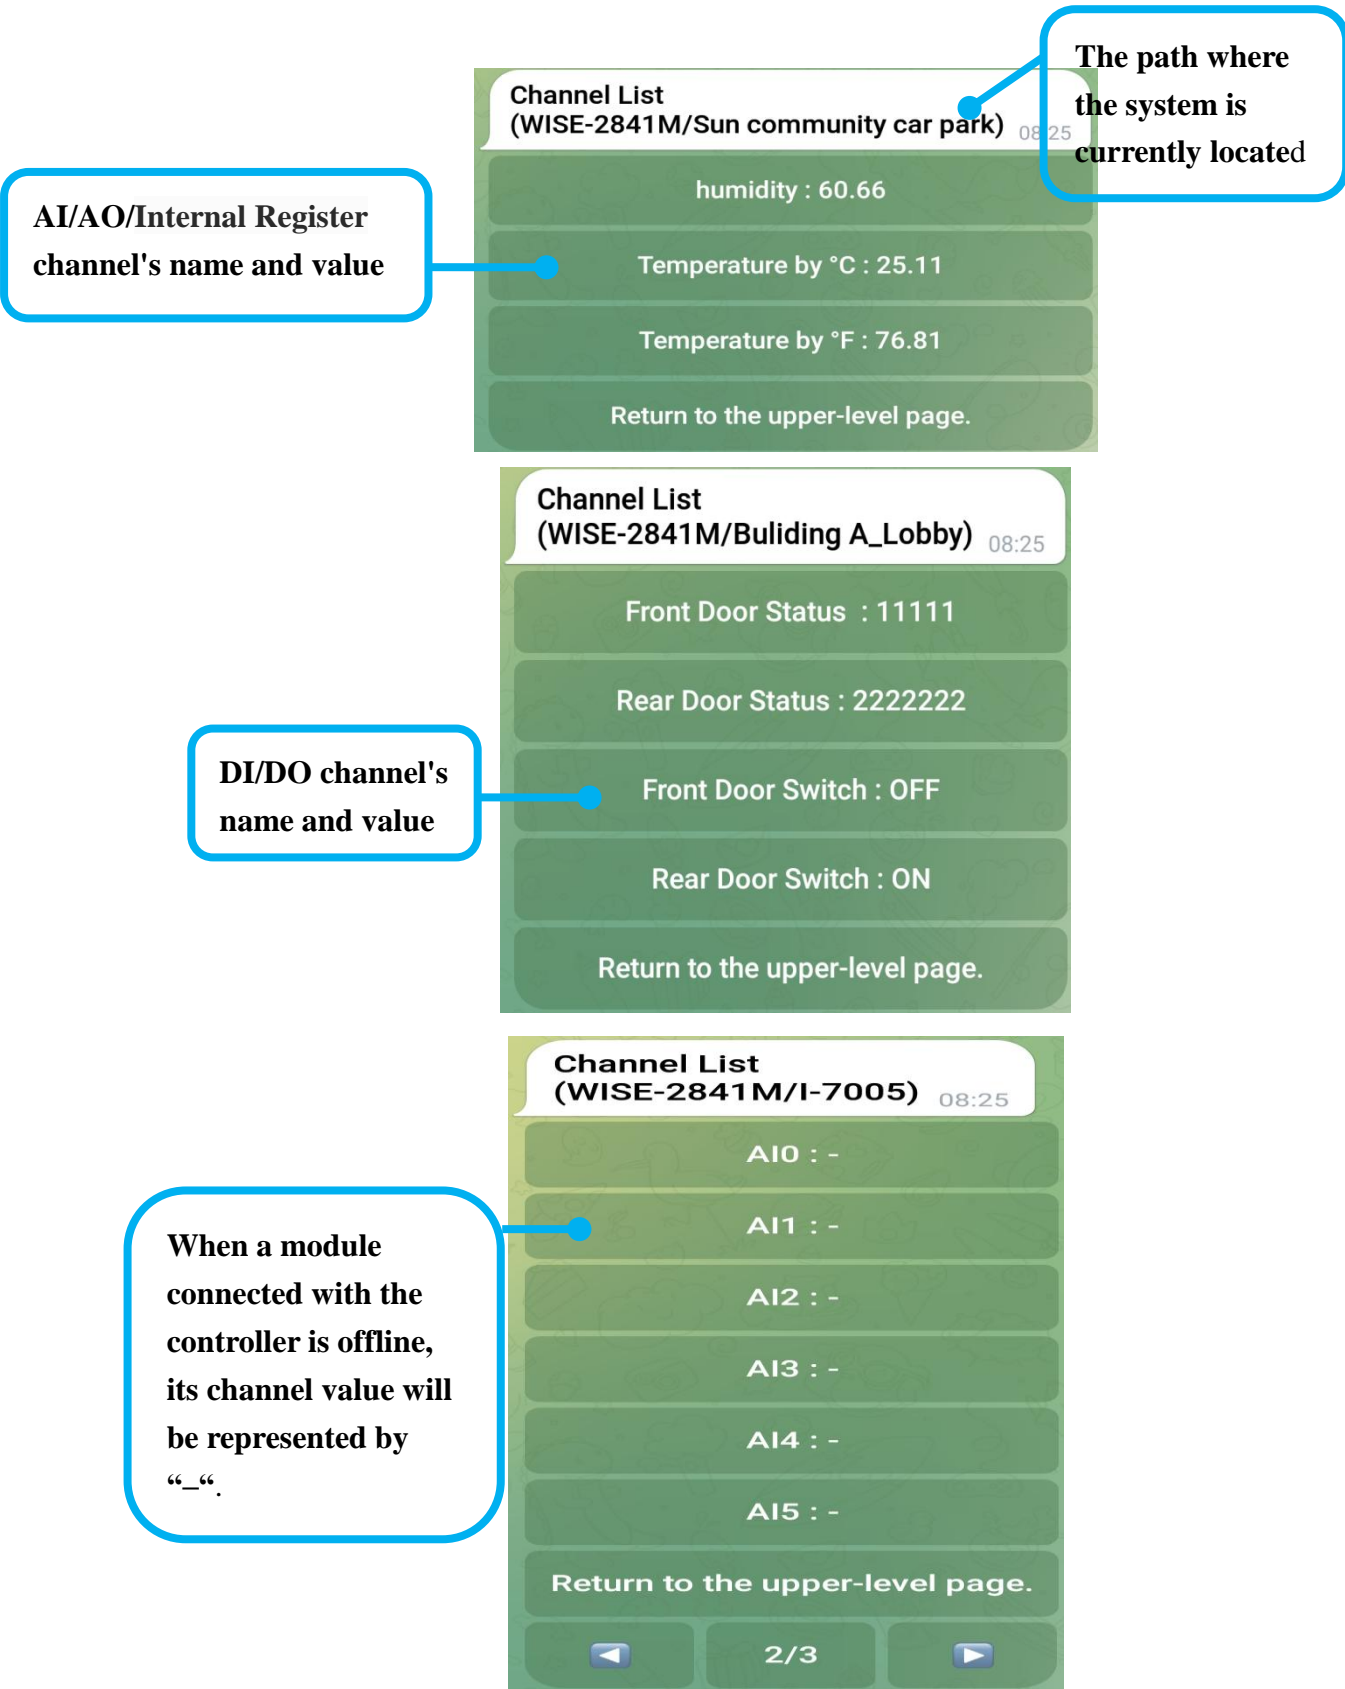 The path where
the system is
currently located
Channel List
(WISE-2841M/Sun community car park) 08:25
humidity : 60.66
AI/AO/Internal Register
channel's name and value
Temperature by °C : 25.11
Temperature by °F : 76.81
Return to the upper-level page.
Channel List
(WISE-2841M/Buliding A_Lobby) 08:25
Front Door Status : 11111
Rear Door Status : 2222222
DI/DO channel's
name and value
Front Door Switch : OFF
Rear Door Switch : ON
Return to the upper-level page.
Channel List
(WISE-2841M/I-7005) 08:25
AI0 : -
AI1 : -
When a module
connected with the
controller is offline,
its channel value will
be represented by
“–“.
AI2 : -
AI3 : -
AI4 : -
AI5 : -
Return to the upper-level page.
2/3